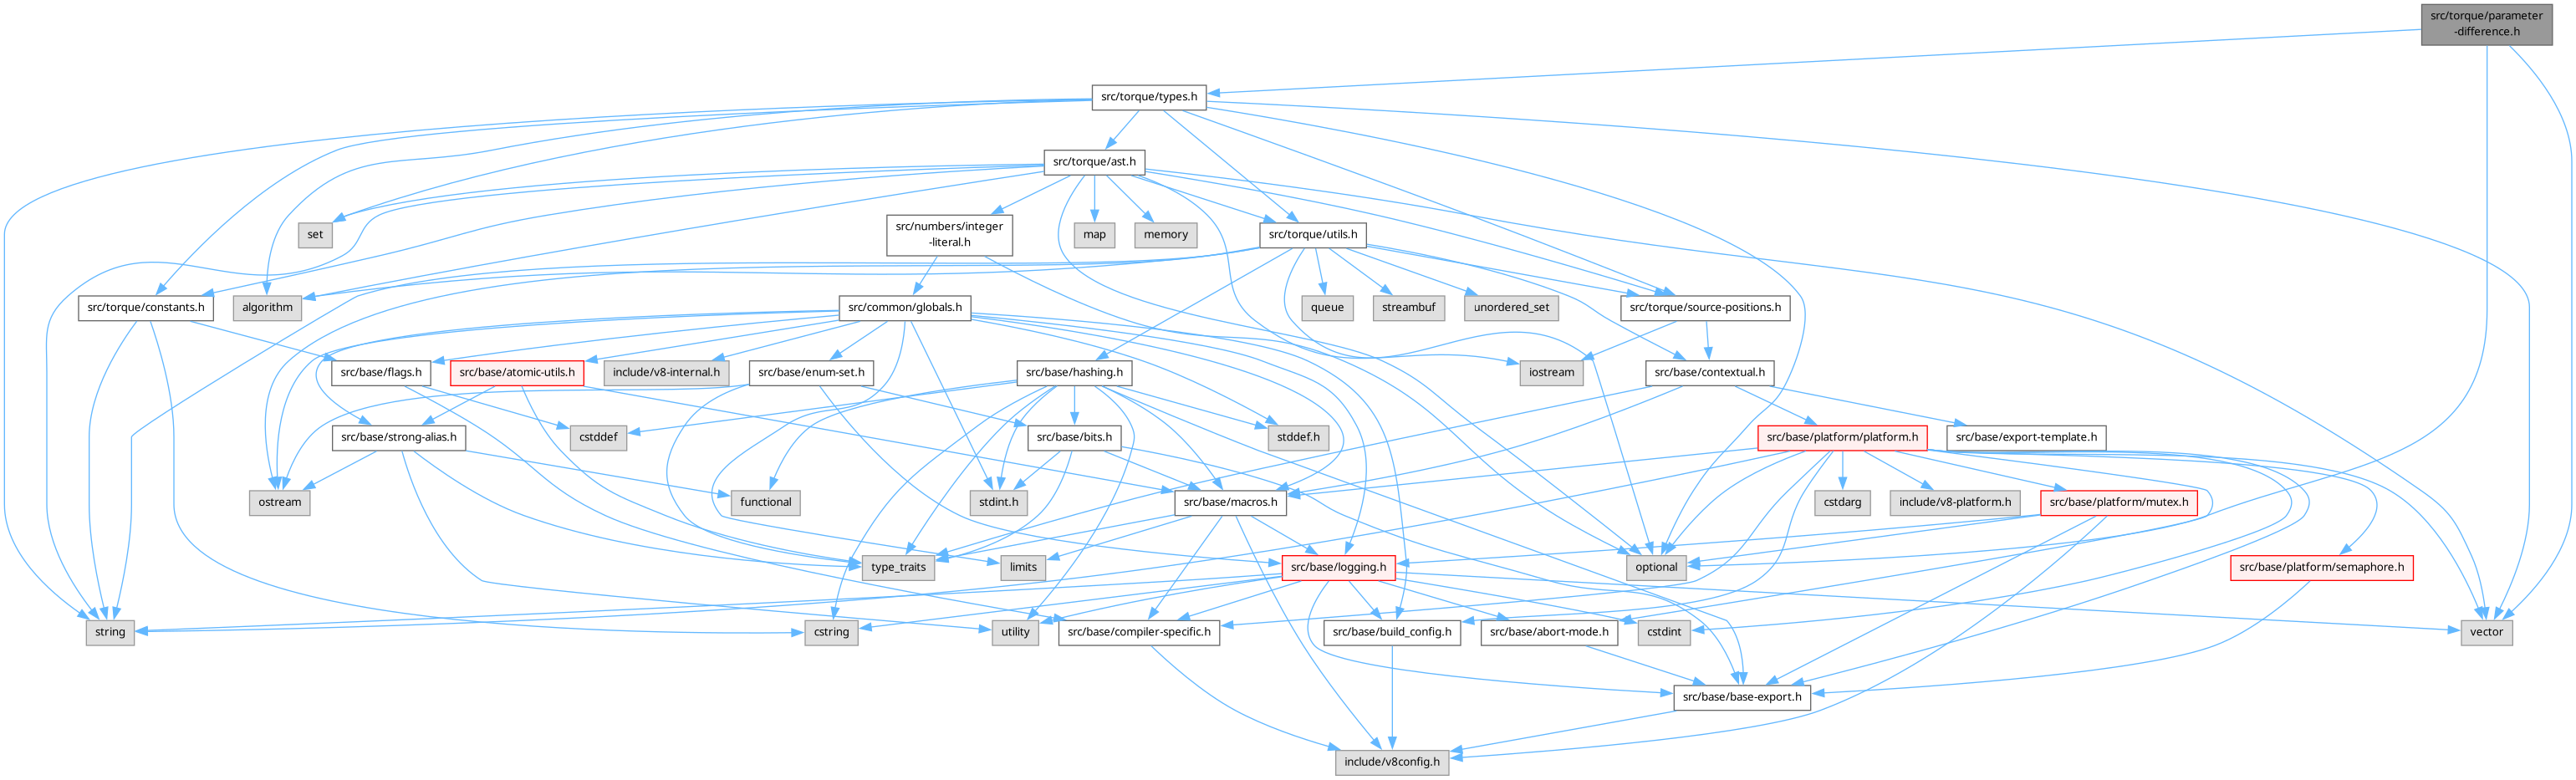 src/torque/parameter
-difference.h
src/torque/types.h
src/torque/ast.h
set
src/numbers/integer
-literal.h
map
memory
src/torque/utils.h
src/torque/constants.h
algorithm
src/common/globals.h
queue
streambuf
unordered_set
src/torque/source-positions.h
src/base/flags.h
src/base/atomic-utils.h
include/v8-internal.h
src/base/enum-set.h
src/base/hashing.h
iostream
src/base/contextual.h
src/base/strong-alias.h
cstddef
src/base/bits.h
stddef.h
src/base/platform/platform.h
src/base/export-template.h
ostream
functional
stdint.h
src/base/macros.h
cstdarg
include/v8-platform.h
src/base/platform/mutex.h
type_traits
limits
src/base/logging.h
optional
src/base/platform/semaphore.h
string
cstring
utility
src/base/compiler-specific.h
src/base/build_config.h
cstdint
src/base/abort-mode.h
vector
src/base/base-export.h
include/v8config.h